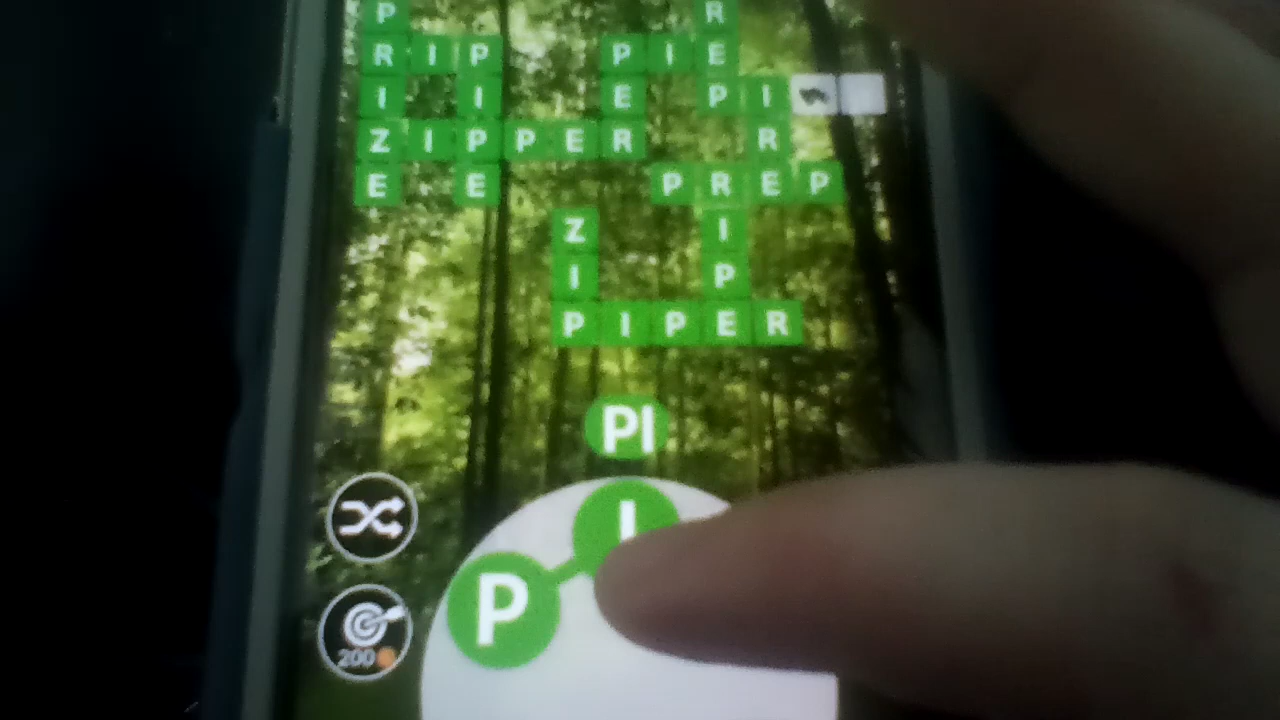 P R
RIP PIE
I I E PI
ZIPPER R
E E PREP
Z I
I P
PIPER
PI
I
P
200